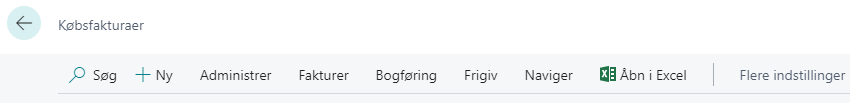 Købsfakturaer
Søg Ny Administrer Fakturer Bogføring Frigiv Naviger Åbn i Excel Flere indstillinger